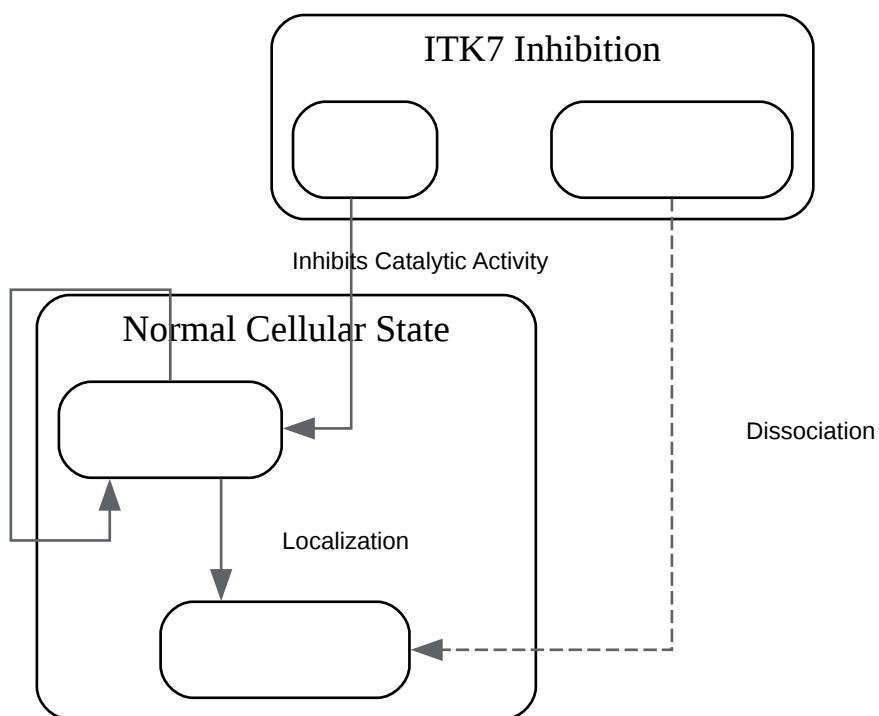 ITK7 Inhibition
Inhibits Catalytic Activity
Normal Cellular State
Dissociation
Localization